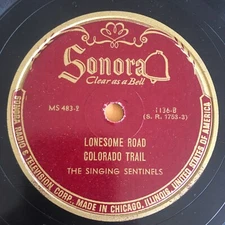 Sonora
Clear as a Bell
MS 483-2
1136-B
(S. R. 1753-3)
LONESOME ROAD
COLORADO TRAIL
THE SINGING SENTINELS
SONORA RADIO & TELEVISION CORP. MADE IN CHICAGO, ILLINOIS, UNITED STATES OF AMERICA